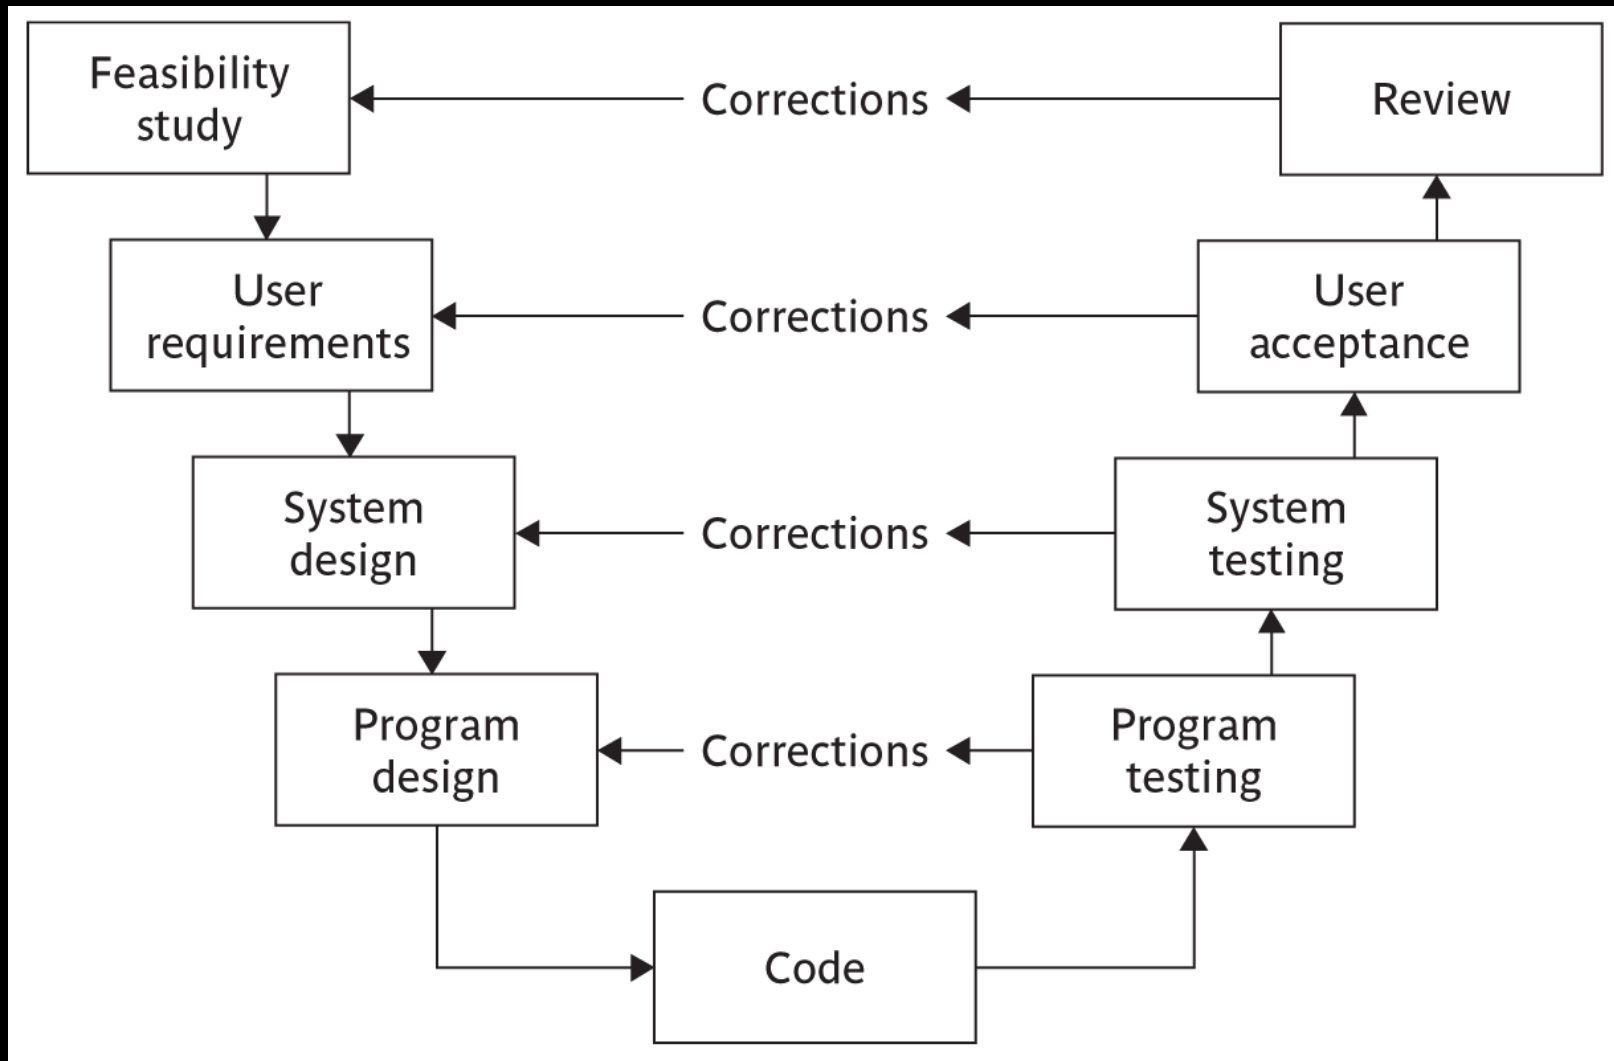 Feasibility
study
Corrections
Review
User
requirements
Corrections
User
acceptance
System
design
Corrections
System
testing
Program
design
Corrections
Program
testing
Code